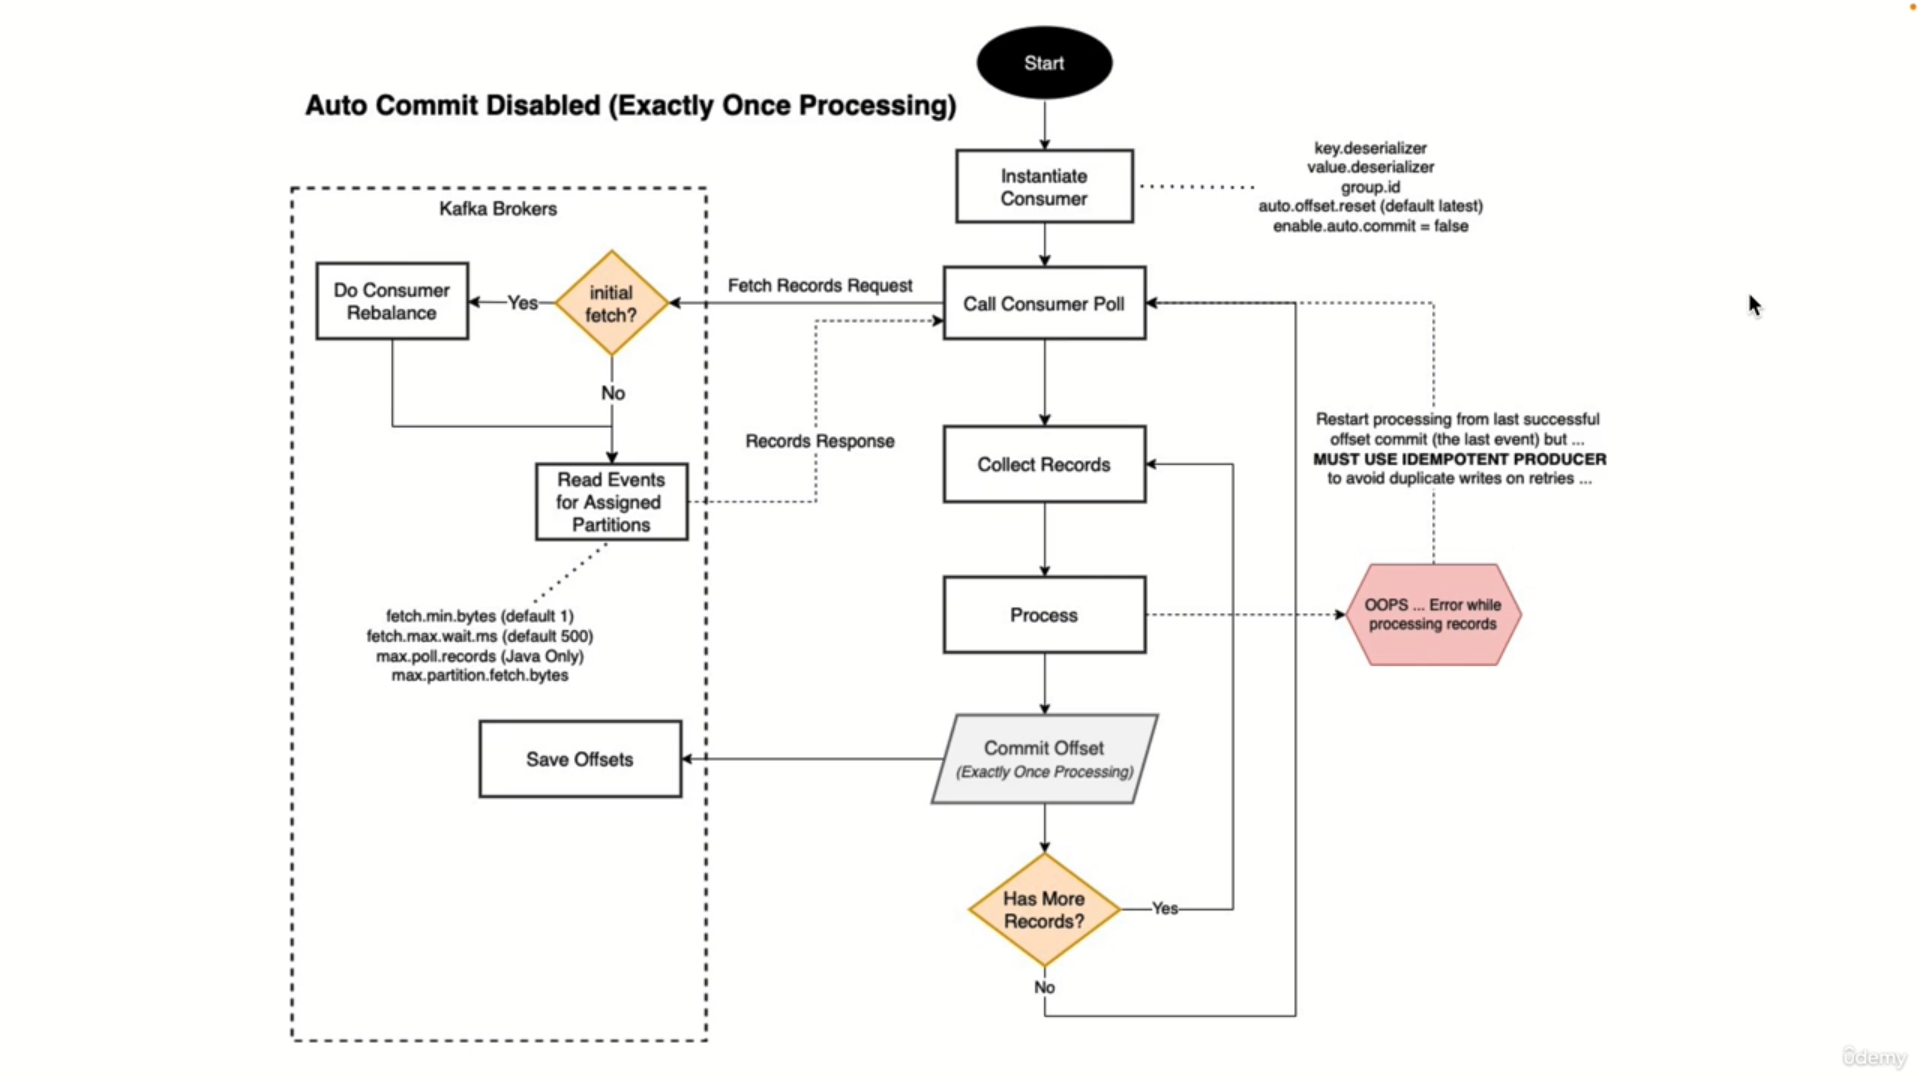 Start
Auto Commit Disabled (Exactly Once Processing)
Instantiate
Consumer
key.deserializer
value.deserializer
group.id
auto.offset.reset (default latest)
enable.auto.commit = false
Kafka Brokers
Do Consumer
Rebalance
Yes
initial
fetch?
Fetch Records Request
Call Consumer Poll
No
Records Response
Read Events
for Assigned
Partitions
Collect Records
Restart processing from last successful
offset commit (the last event) but ...
MUST USE IDEMPOTENT PRODUCER
to avoid duplicate writes on retries ...
fetch.min.bytes (default 1)
fetch.max.wait.ms (default 500)
max.poll.records (Java Only)
max.partition.fetch.bytes
Process
OOPS ... Error while
processing records
Save Offsets
Commit Offset
(Exactly Once Processing)
Has More
Records?
Yes
No
ûdemy